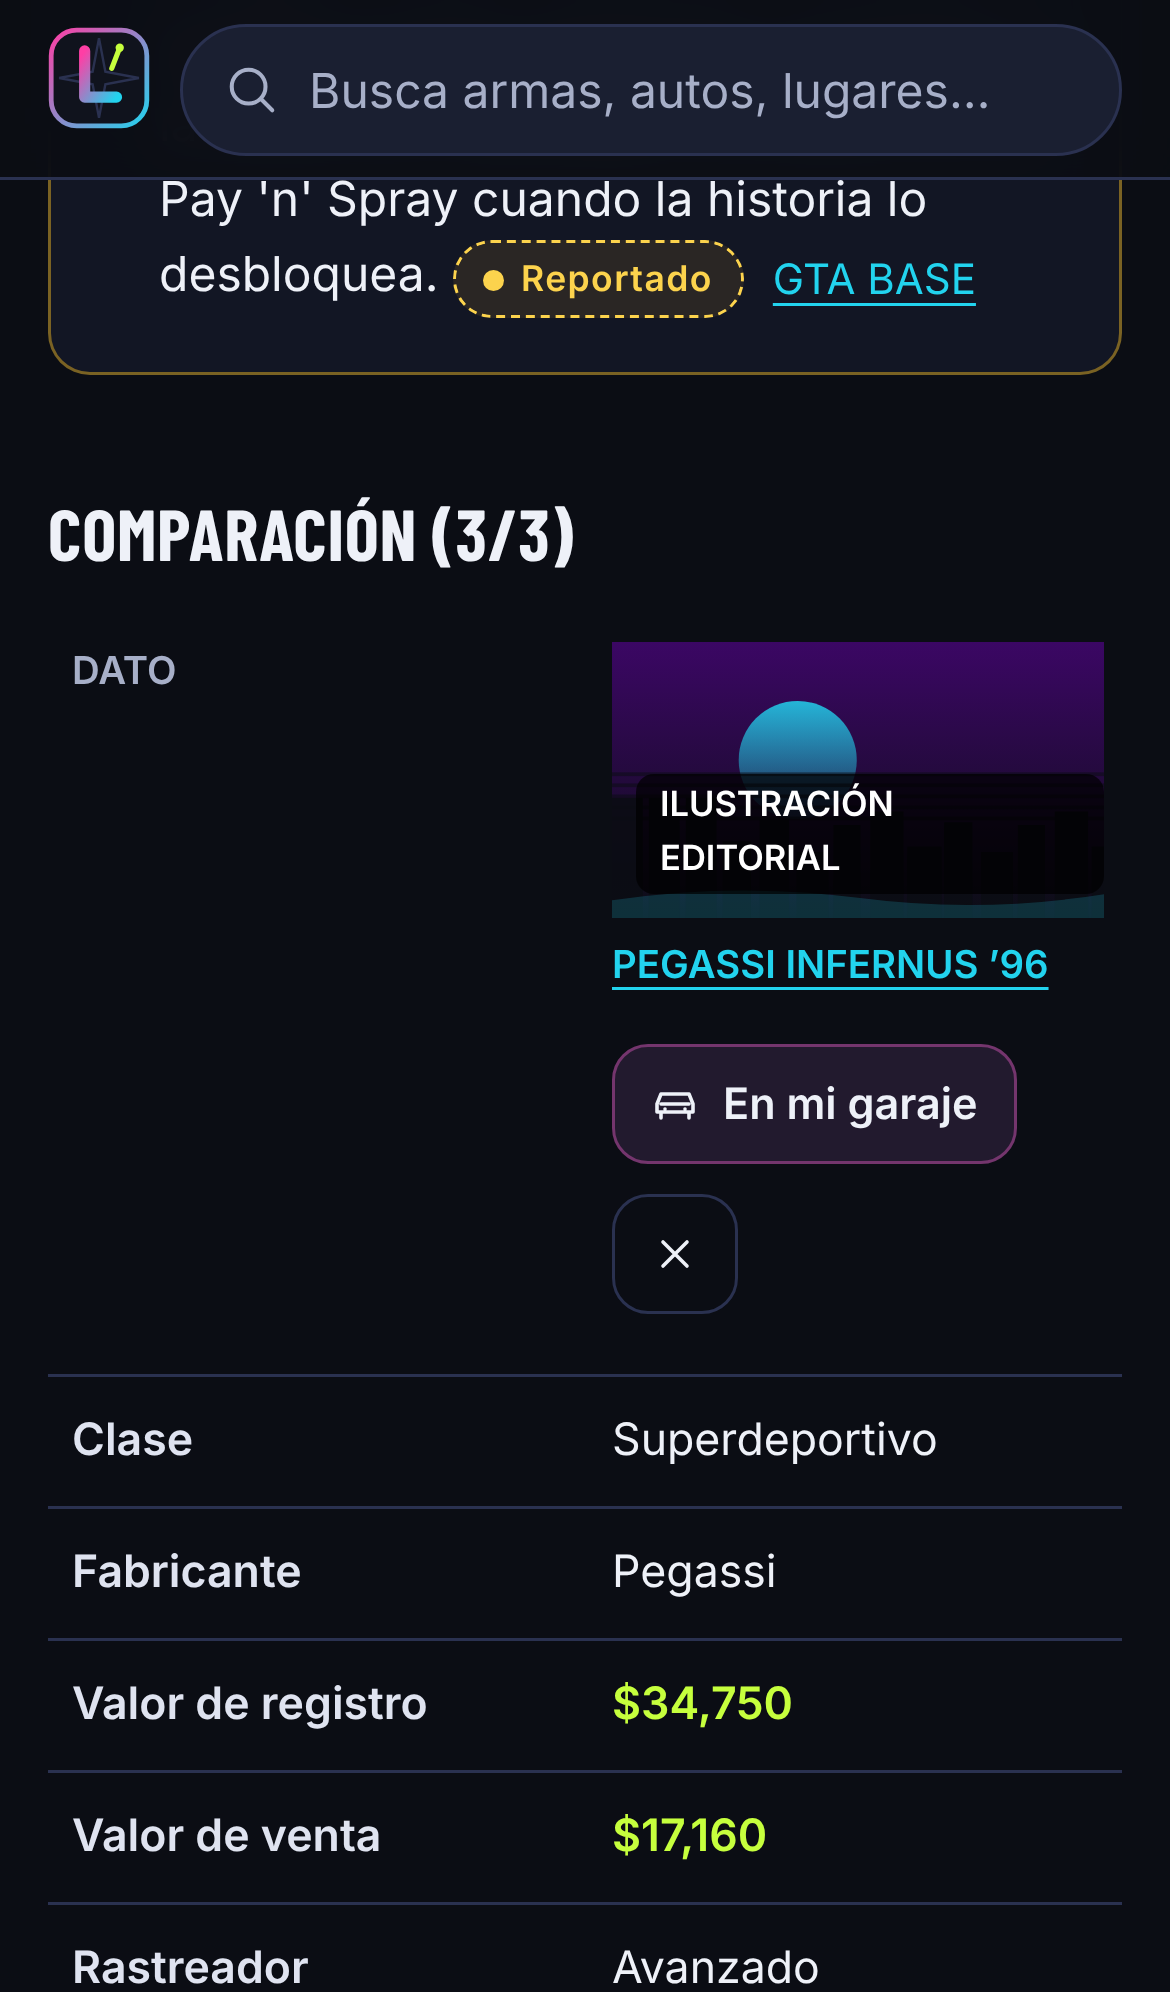 Busca armas, autos, lugares...
Pay 'n' Spray cuando la historia lo
desbloquea. Reportado GTA BASE
COMPARACIÓN (3/3)
DATO
ILUSTRACIÓN
EDITORIAL
PEGASSI INFERNUS ’96
En mi garaje
Clase Superdeportivo
Fabricante Pegassi
Valor de registro $34,750
Valor de venta $17,160
Rastreador Avanzado